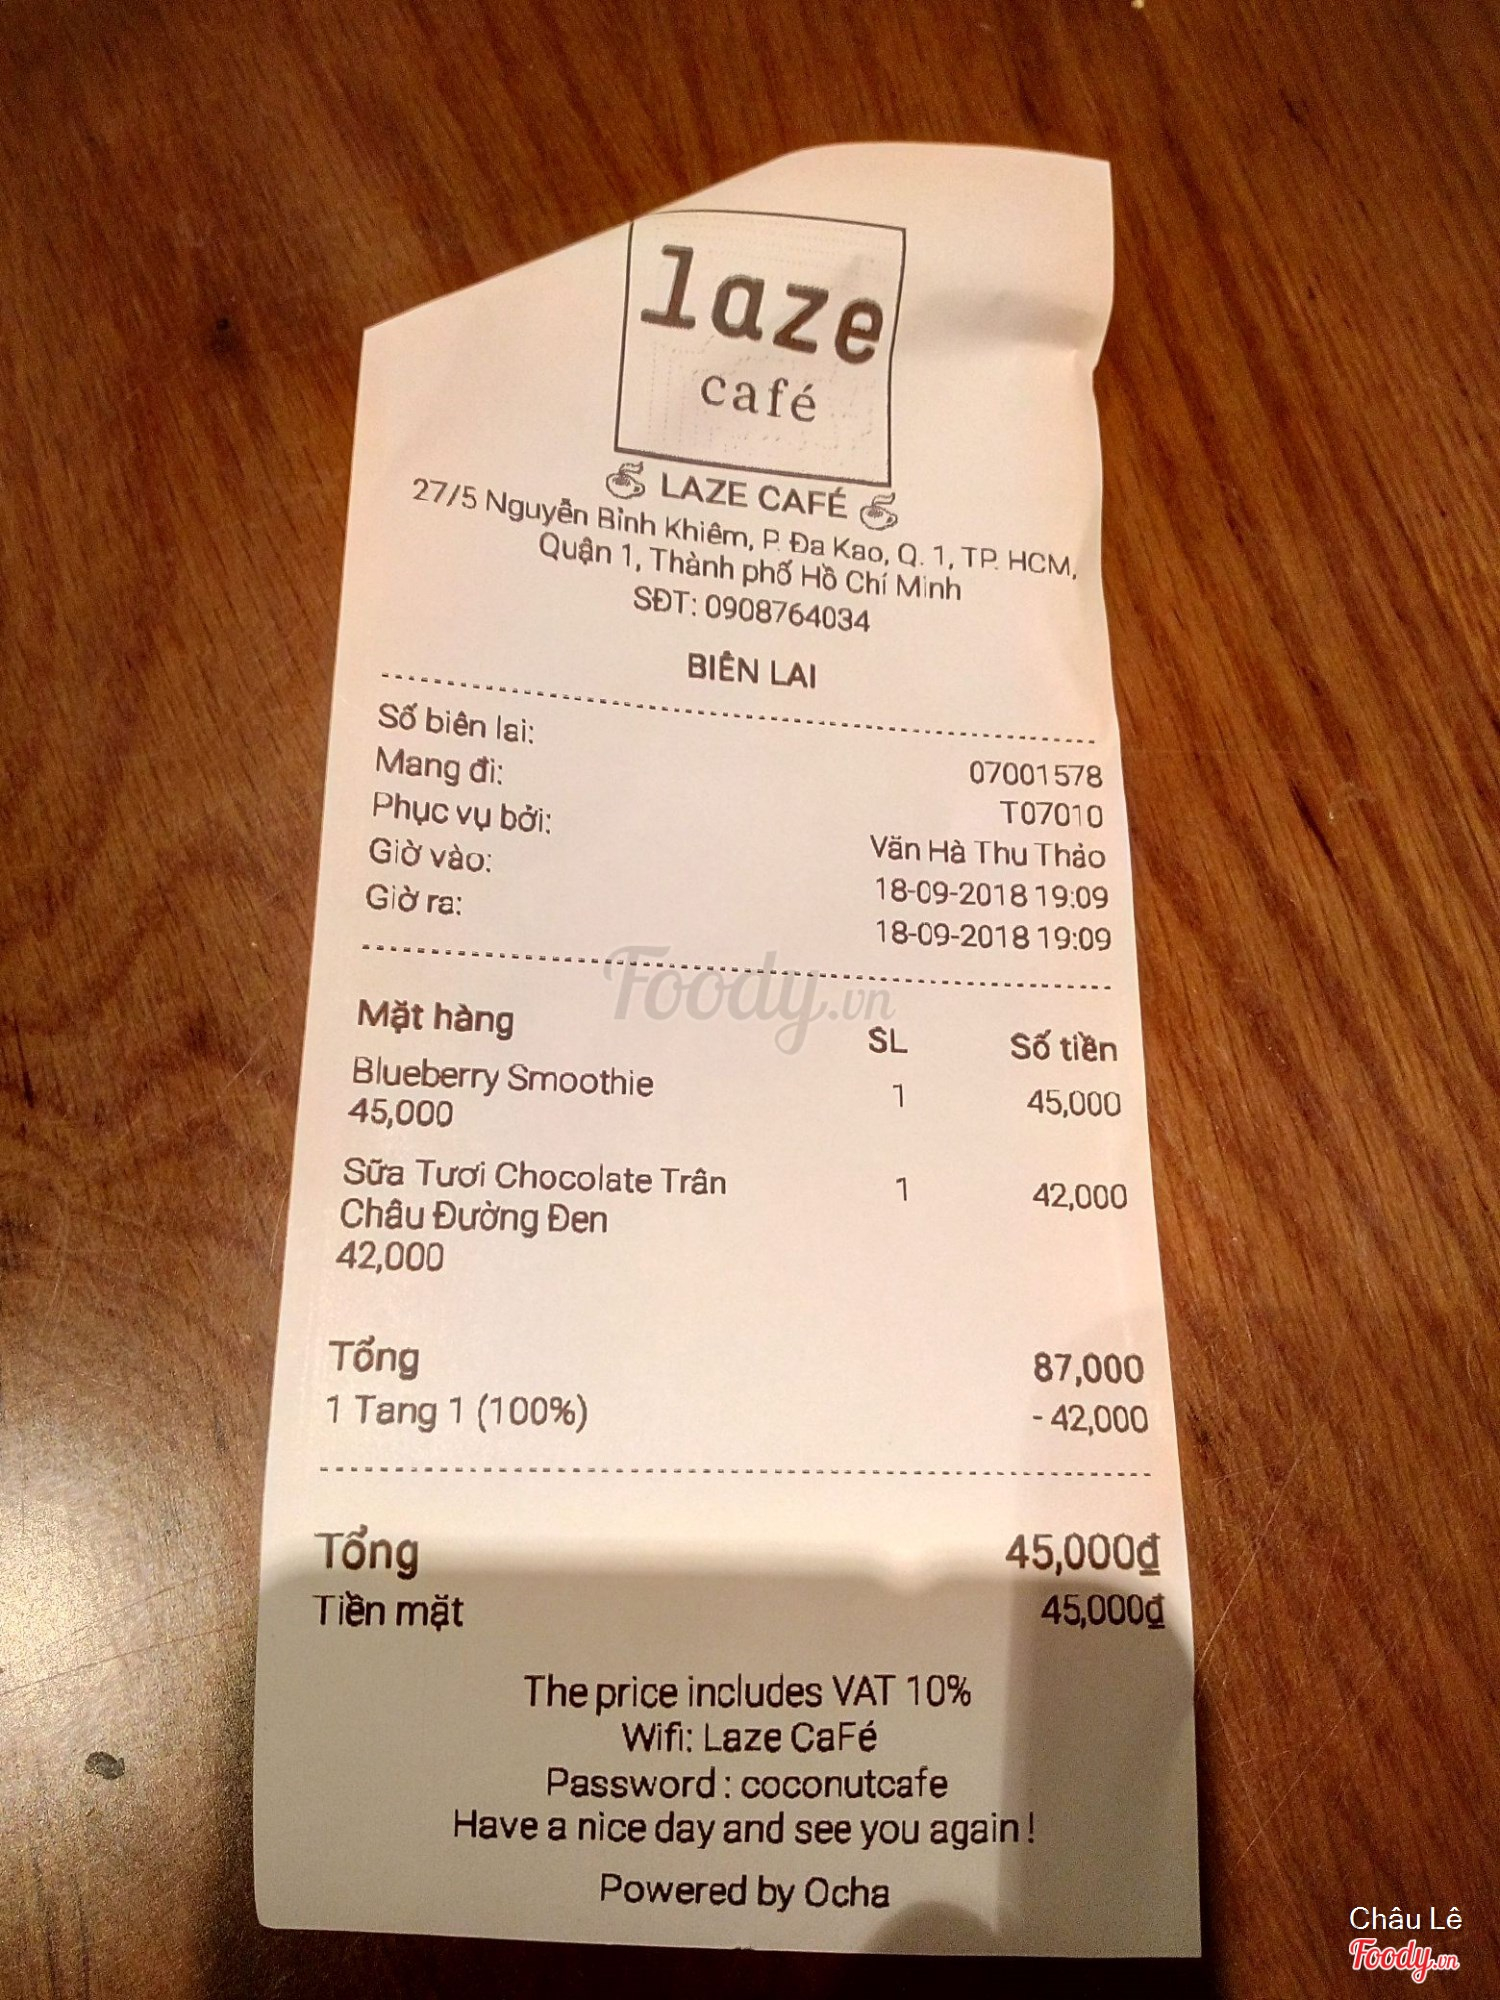 laze
café
LAZE CAFÉ
27/5 Nguyễn Bỉnh Khiêm, P. Đa Kao, Q. 1, TP. HCM,
Quận 1, Thành phố Hồ Chí Minh
SĐT: 0908764034
BIÊN LAI
Số biên lai: 07001578
Mang đi: T07010
Phục vụ bởi: Văn Hà Thu Thảo
Giờ vào: 18-09-2018 19:09
Giờ ra: 18-09-2018 19:09
Foody.vn
Mặt hàng SL Số tiền
Blueberry Smoothie 1 45,000
45,000
Sữa Tươi Chocolate Trân 1 42,000
Châu Đường Đen
42,000
Tổng 87,000
1 Tang 1 (100%) - 42,000
Tổng 45,000₫
Tiền mặt 45,000₫
The price includes VAT 10%
Wifi: Laze CaFé
Password : coconutcafe
Have a nice day and see you again !
Powered by Ocha
Châu Lê
Foody.vn